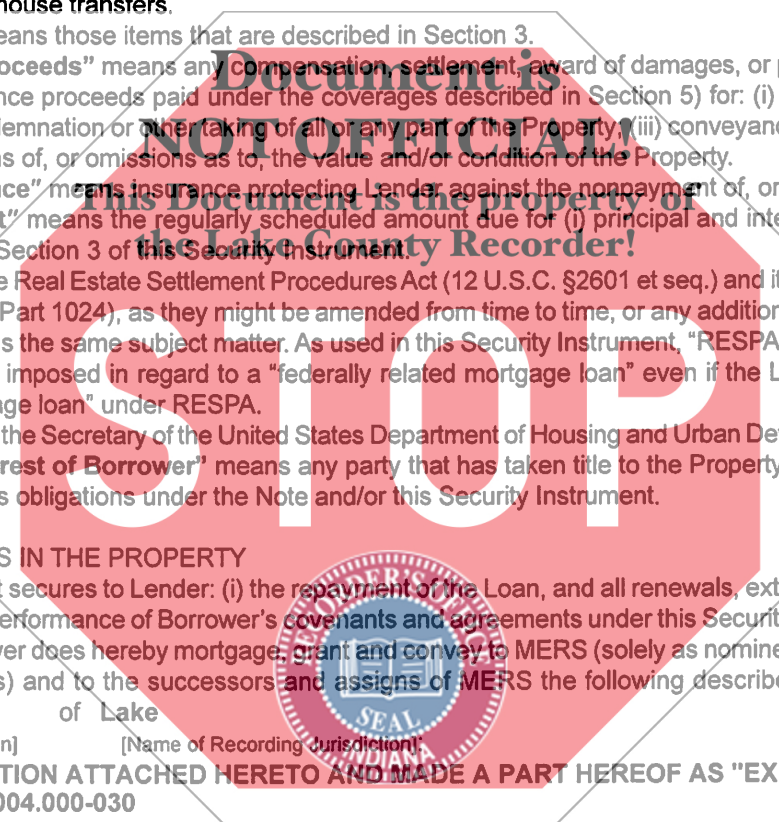 house transfers.
eans those items that are described in Section 3.
oceeds” means any compensation, settlement, award of damages, or p
nce proceeds paid under the coverages described in Section 5) for: (i)
demnation or other taking of all or any part of the Property; (iii) conveyanc
ns of, or omissions as to, the value and/or condition of the Property.
ce” means insurance protecting Lender against the nonpayment of, or
t” means the regularly scheduled amount due for (i) principal and inte
Section 3 of this Security Instrument.
e Real Estate Settlement Procedures Act (12 U.S.C. §2601 et seq.) and it
Part 1024), as they might be amended from time to time, or any addition
s the same subject matter. As used in this Security Instrument, “RESPA
imposed in regard to a “federally related mortgage loan” even if the L
ge loan” under RESPA.
the Secretary of the United States Department of Housing and Urban De
rest of Borrower” means any party that has taken title to the Property
s obligations under the Note and/or this Security Instrument.
S IN THE PROPERTY
t secures to Lender: (i) the repayment of the Loan, and all renewals, ext
erformance of Borrower’s covenants and agreements under this Securit
er does hereby mortgage, grant and convey to MERS (solely as nomine
s) and to the successors and assigns of MERS the following describe
of Lake
n] [Name of Recording Jurisdiction]:
TION ATTACHED HERETO AND MADE A PART HEREOF AS "EX
004.000-030
Document is
NOT OFFICIAL!
This Document is the property of
the Lake County Recorder!
STOP
RECORDER'S OFFICE
SEAL
INDIANA